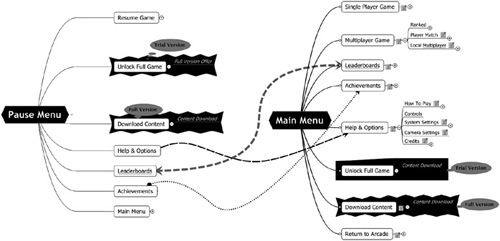 Pause Menu
Resume Game
Trial Version
Unlock Full Game
Full Version Offer
Full Version
Download Content
Content Download
Help & Options
Leaderboards
Achievements
Main Menu
Main Menu
Single Player Game
Multiplayer Game
Ranked
Player Match
Local Multiplayer
Leaderboards
Achievements
Help & Options
How To Play
Controls
System Settings
Camera Settings
Credits
Unlock Full Game
Content Download
Trial Version
Download Content
Content Download
Full Version
Return to Arcade